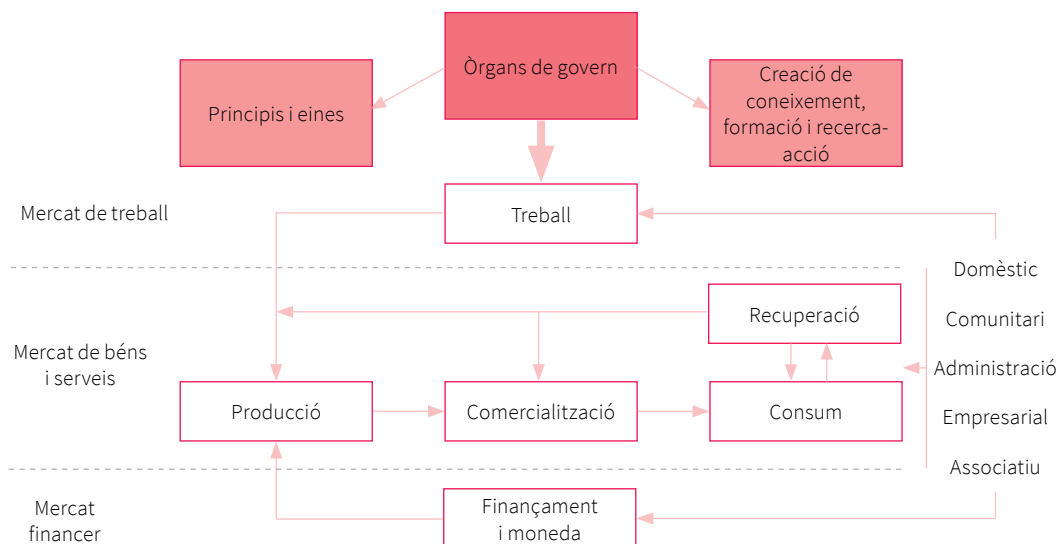 Òrgans de govern
Principis i eines
Creació de
coneixement,
formació i recerca-
acció
Mercat de treball
Treball
Domèstic
Comunitari
Administració
Empresarial
Associatiu
Mercat de béns
i serveis
Recuperació
Producció
Comercialització
Consum
Mercat
financer
Finançament
i moneda